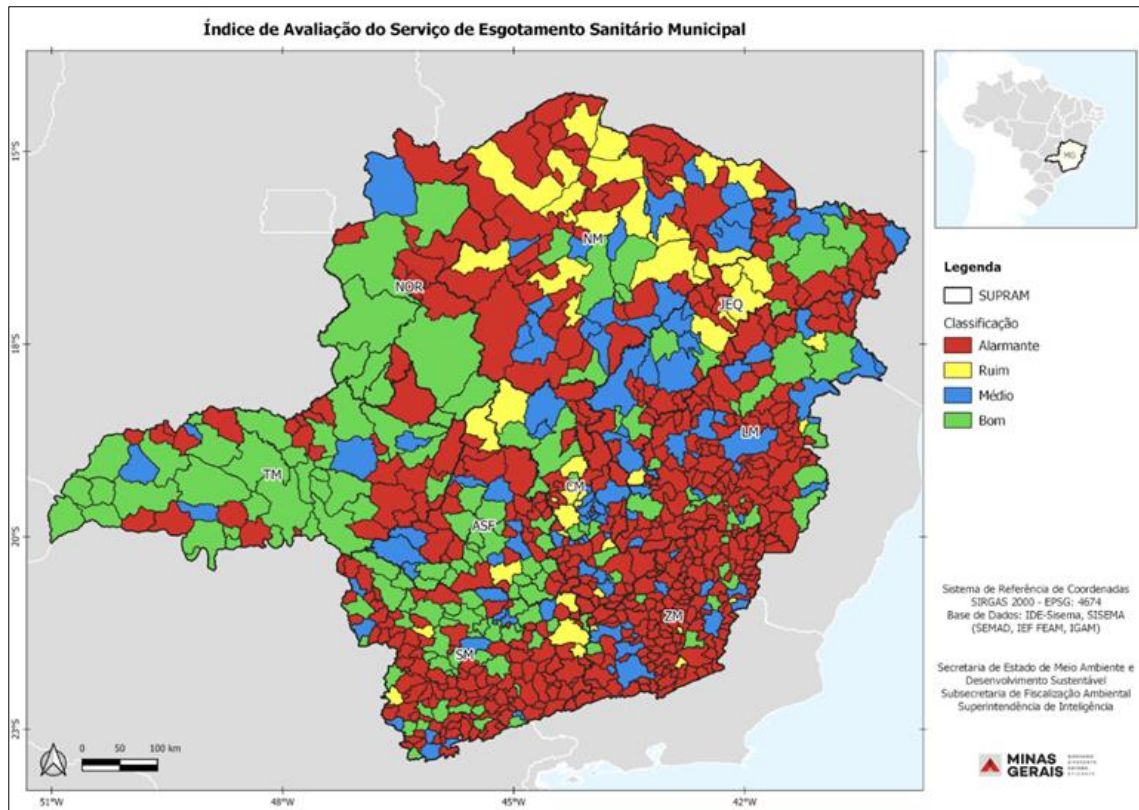 Índice de Avaliação do Serviço de Esgotamento Sanitário Municipal
15°S
18°S
20°S
23°S
51°W
48°W
45°W
42°W
NM
NOR
JEQ
LM
TM
CM
ASF
ZM
SM
0 50 100 km
MG
Legenda
SUPRAM
Classificação
Alarmante
Ruim
Médio
Bom
Sistema de Referência de Coordenadas
SIRGAS 2000 - EPSG: 4674
Base de Dados: IDE-Sisema, SISEMA
(SEMAD, IEF FEAM, IGAM)
Secretaria de Estado de Meio Ambiente e
Desenvolvimento Sustentável
Subsecretaria de Fiscalização Ambiental
Superintendência de Inteligência
MINAS
GERAIS